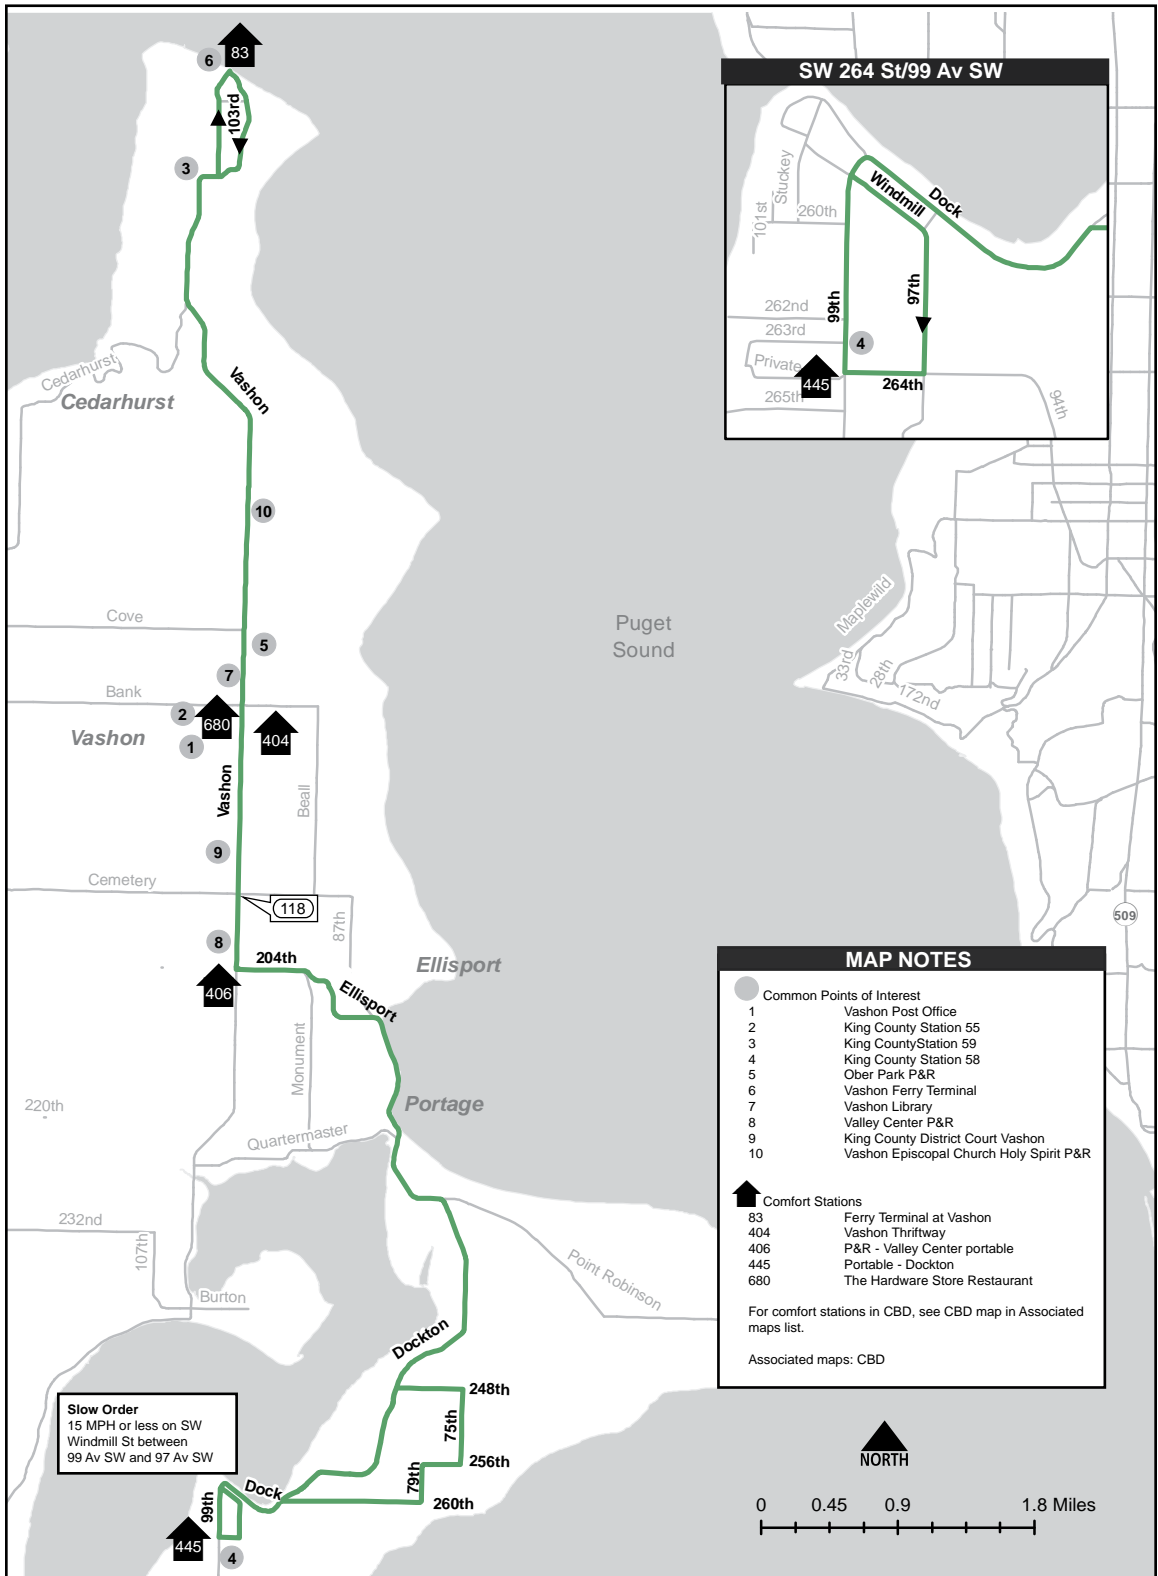 6
83
103rd
3
SW 264 St/99 Av SW
Stuckey
101st
260th
Windmill
Dock
99th
97th
262nd
263rd
4
Private
445
264th
265th
94th
Cedarhurst
Cedarhurst
Vashon
10
Puget
Sound
Maplewild
33rd
28th
172nd
Cove
5
7
Bank
2
680
404
Vashon
1
Vashon
Beall
9
Cemetery
118
87th
509
8
204th
406
Ellisport
Ellisport
Monument
220th
Portage
Quartermaster
232nd
107th
Burton
Point Robinson
Dockton
248th
75th
256th
79th
260th
Dock
99th
445
4
Slow Order
15 MPH or less on SW
Windmill St between
99 Av SW and 97 Av SW
MAP NOTES
Common Points of Interest
1 Vashon Post Office
2 King County Station 55
3 King CountyStation 59
4 King County Station 58
5 Ober Park P&R
6 Vashon Ferry Terminal
7 Vashon Library
8 Valley Center P&R
9 King County District Court Vashon
10 Vashon Episcopal Church Holy Spirit P&R
Comfort Stations
83 Ferry Terminal at Vashon
404 Vashon Thriftway
406 P&R - Valley Center portable
445 Portable - Dockton
680 The Hardware Store Restaurant
For comfort stations in CBD, see CBD map in Associated
maps list.
Associated maps: CBD
NORTH
0 0.45 0.9 1.8 Miles